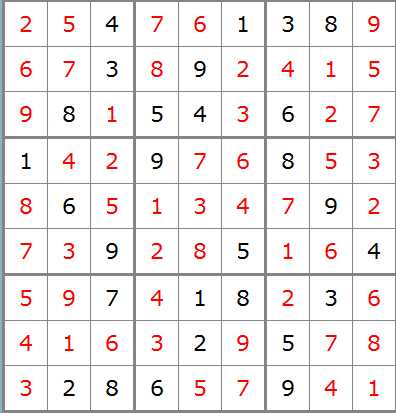 2 5 4 7 6 1 3 8 9
6 7 3 8 9 2 4 1 5
9 8 1 5 4 3 6 2 7
1 4 2 9 7 6 8 5 3
8 6 5 1 3 4 7 9 2
7 3 9 2 8 5 1 6 4
5 9 7 4 1 8 2 3 6
4 1 6 3 2 9 5 7 8
3 2 8 6 5 7 9 4 1